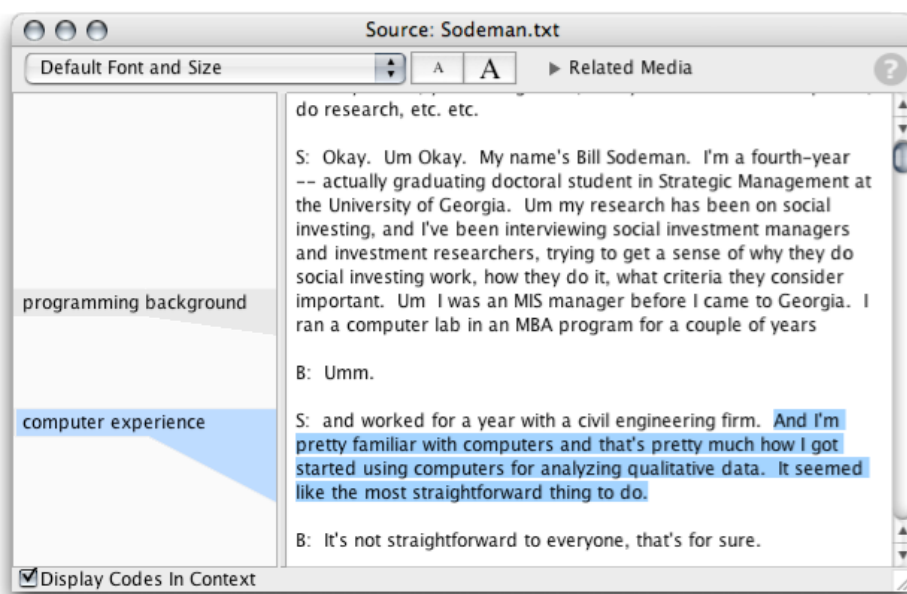 Source: Sodeman.txt
Default Font and Size
A
A
Related Media
?
do research, etc. etc.
S: Okay. Um Okay. My name's Bill Sodeman. I'm a fourth-year
-- actually graduating doctoral student in Strategic Management at
the University of Georgia. Um my research has been on social
investing, and I've been interviewing social investment managers
and investment researchers, trying to get a sense of why they do
social investing work, how they do it, what criteria they consider
important. Um I was an MIS manager before I came to Georgia. I
ran a computer lab in an MBA program for a couple of years
programming background
B: Umm.
computer experience
S: and worked for a year with a civil engineering firm. And I'm
pretty familiar with computers and that's pretty much how I got
started using computers for analyzing qualitative data. It seemed
like the most straightforward thing to do.
B: It's not straightforward to everyone, that's for sure.
Display Codes In Context